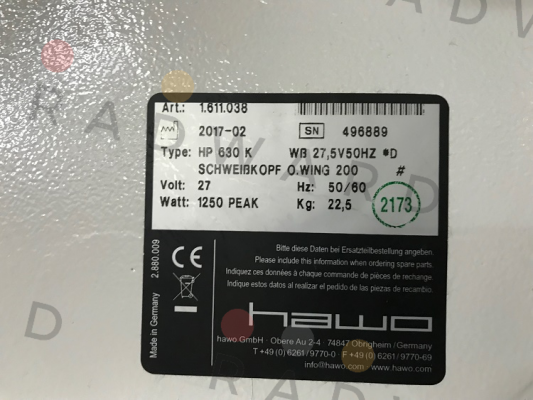 Art.: 1.611.038
2017-02 SN 496889
Type: HP 630 K WB 27,5V50HZ *D
SCHWEIßKOPF O.WING 200 #
Volt: 27 Hz: 50/60
Watt: 1250 PEAK Kg: 22,5 2173
CE
Made in Germany 2.880.009
Bitte diese Daten bei Ersatzteilbestellung angeben.
Please include this information when ordering spare parts.
Indiquez ces données à chaque commande de pièces de rechange.
Indique estos datos al realizar el pedido de las piezas de recambio.
hawo
hawo GmbH · Obere Au 2-4 · 74847 Obrigheim /Germany
T +49 (0) 6261/9770-0 · F +49 (0) 6261/9770-69
info@hawo.com · www.hawo.com
RADWARD